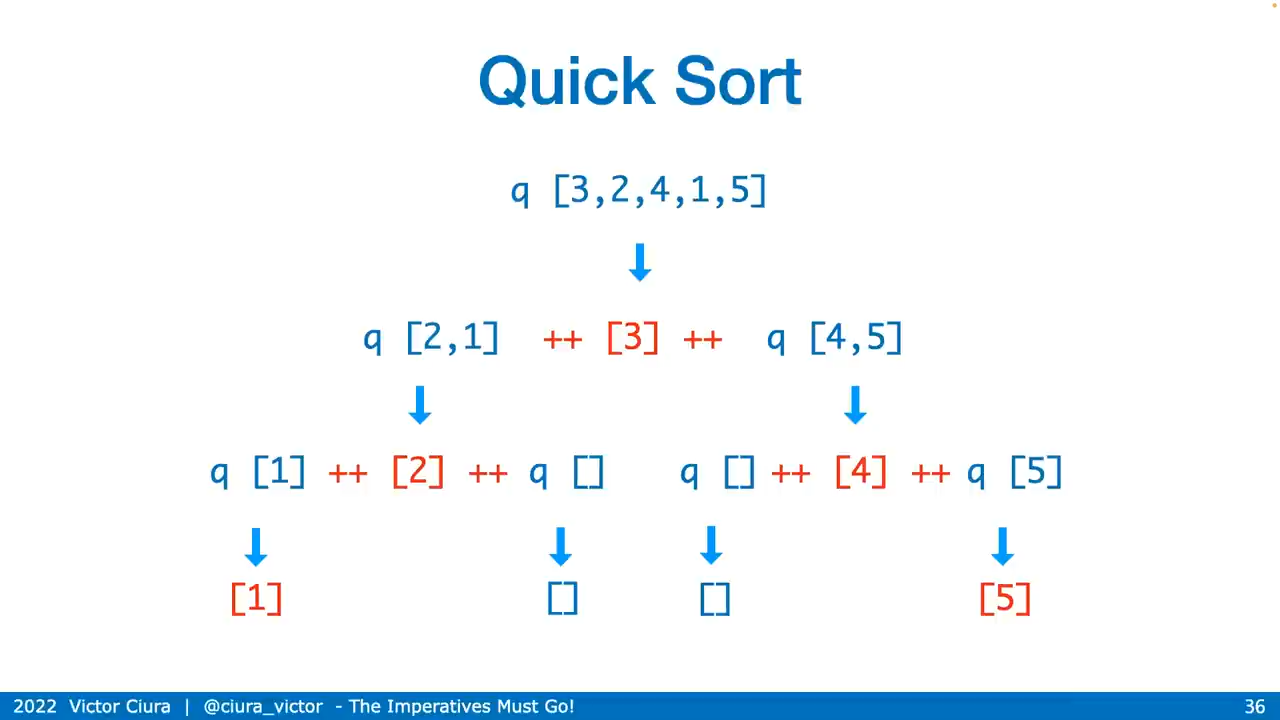 Quick Sort
q [3,2,4,1,5]
q [2,1] ++ [3] ++ q [4,5]
q [1] ++ [2] ++ q [] q [] ++ [4] ++ q [5]
[1] [] [] [5]
2022 Victor Ciura | @ciura_victor - The Imperatives Must Go! 36